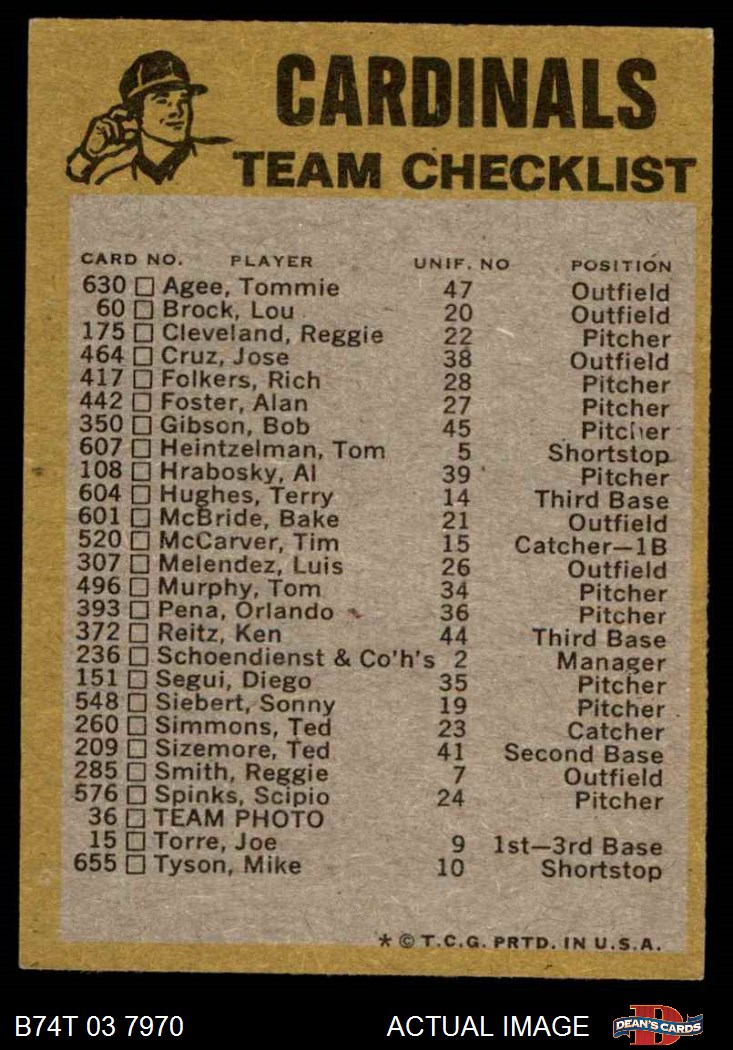 CARDINALS
TEAM CHECKLIST
CARD NO. PLAYER UNIF. NO POSITION
630 Agee, Tommie 47 Outfield
60 Brock, Lou 20 Outfield
175 Cleveland, Reggie 22 Pitcher
464 Cruz, Jose 38 Outfield
417 Folkers, Rich 28 Pitcher
442 Foster, Alan 27 Pitcher
350 Gibson, Bob 45 Pitcher
607 Heintzelman, Tom 5 Shortstop
108 Hrabosky, Al 39 Pitcher
604 Hughes, Terry 14 Third Base
601 McBride, Bake 21 Outfield
520 McCarver, Tim 15 Catcher—1B
307 Melendez, Luis 26 Outfield
496 Murphy, Tom 34 Pitcher
393 Pena, Orlando 36 Pitcher
372 Reitz, Ken 44 Third Base
236 Schoendienst & Co'h's 2 Manager
151 Segui, Diego 35 Pitcher
548 Siebert, Sonny 19 Pitcher
260 Simmons, Ted 23 Catcher
209 Sizemore, Ted 41 Second Base
285 Smith, Reggie 7 Outfield
576 Spinks, Scipio 24 Pitcher
36 TEAM PHOTO
15 Torre, Joe 9 1st—3rd Base
655 Tyson, Mike 10 Shortstop
* © T.C.G. PRTD. IN U.S.A.
B74T 03 7970 ACTUAL IMAGE D DEAN'S CARDS